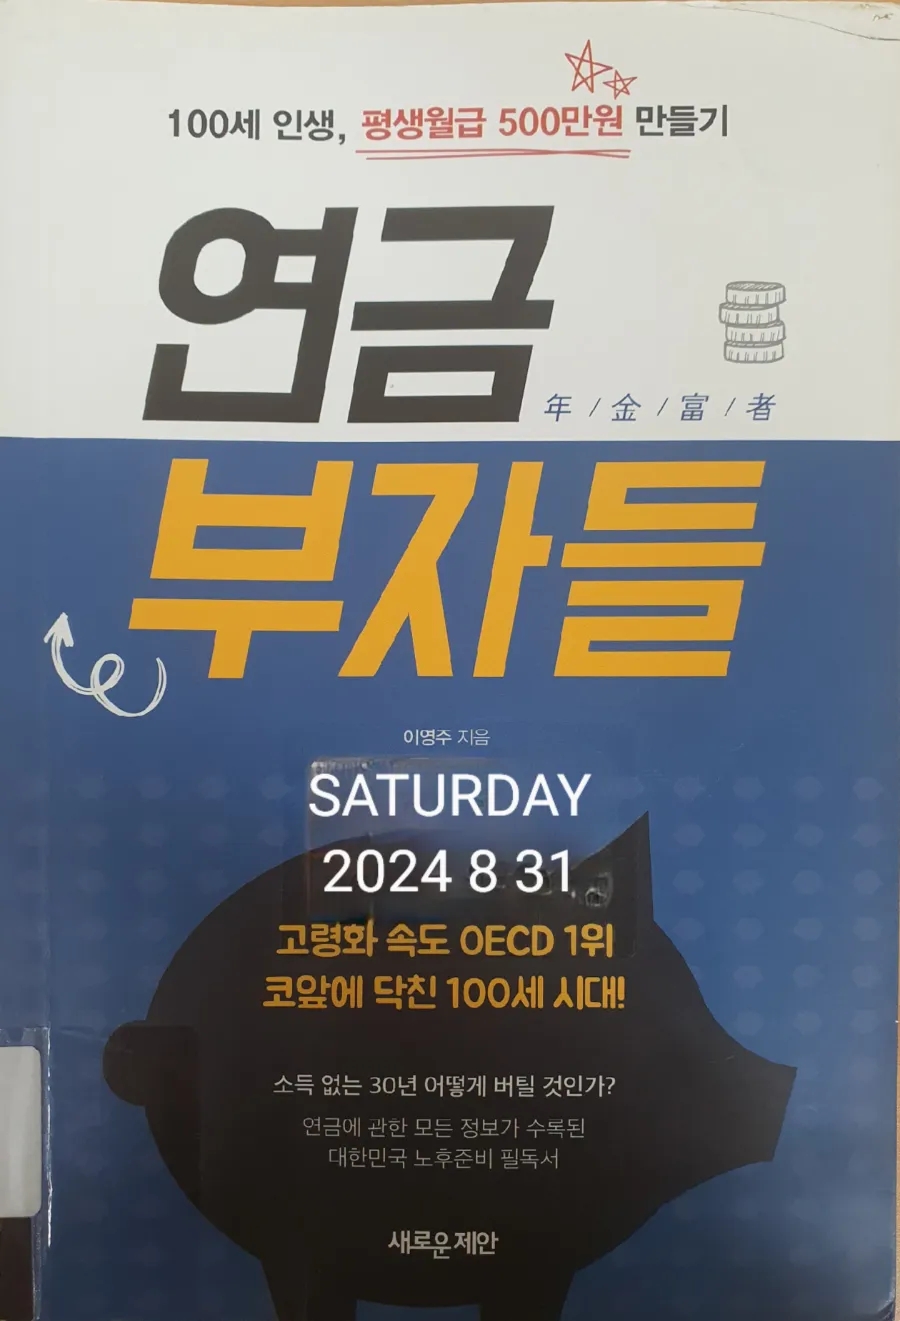 100세 인생, 평생월급 500만원 만들기
연금
年 / 金 / 富 / 者
부자들
이영주 지음
SATURDAY
2024 8 31
고령화 속도 OECD 1위
코앞에 닥친 100세 시대!
소득 없는 30년 어떻게 버틸 것인가?
연금에 관한 모든 정보가 수록된
대한민국 노후준비 필독서
새로운 제안